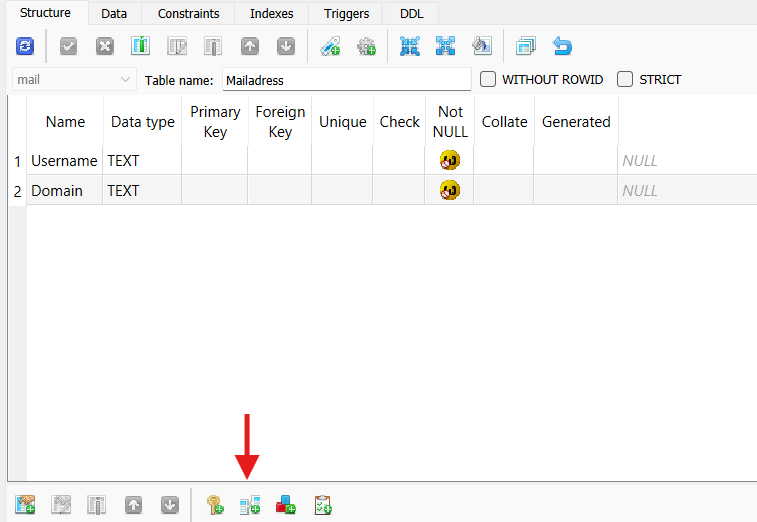 Structure Data Constraints Indexes Triggers DDL
mail Table name: Mailadress WITHOUT ROWID STRICT
Name Data type Primary Key Foreign Key Unique Check Not NULL Collate Generated
1 Username TEXT NULL
2 Domain TEXT NULL